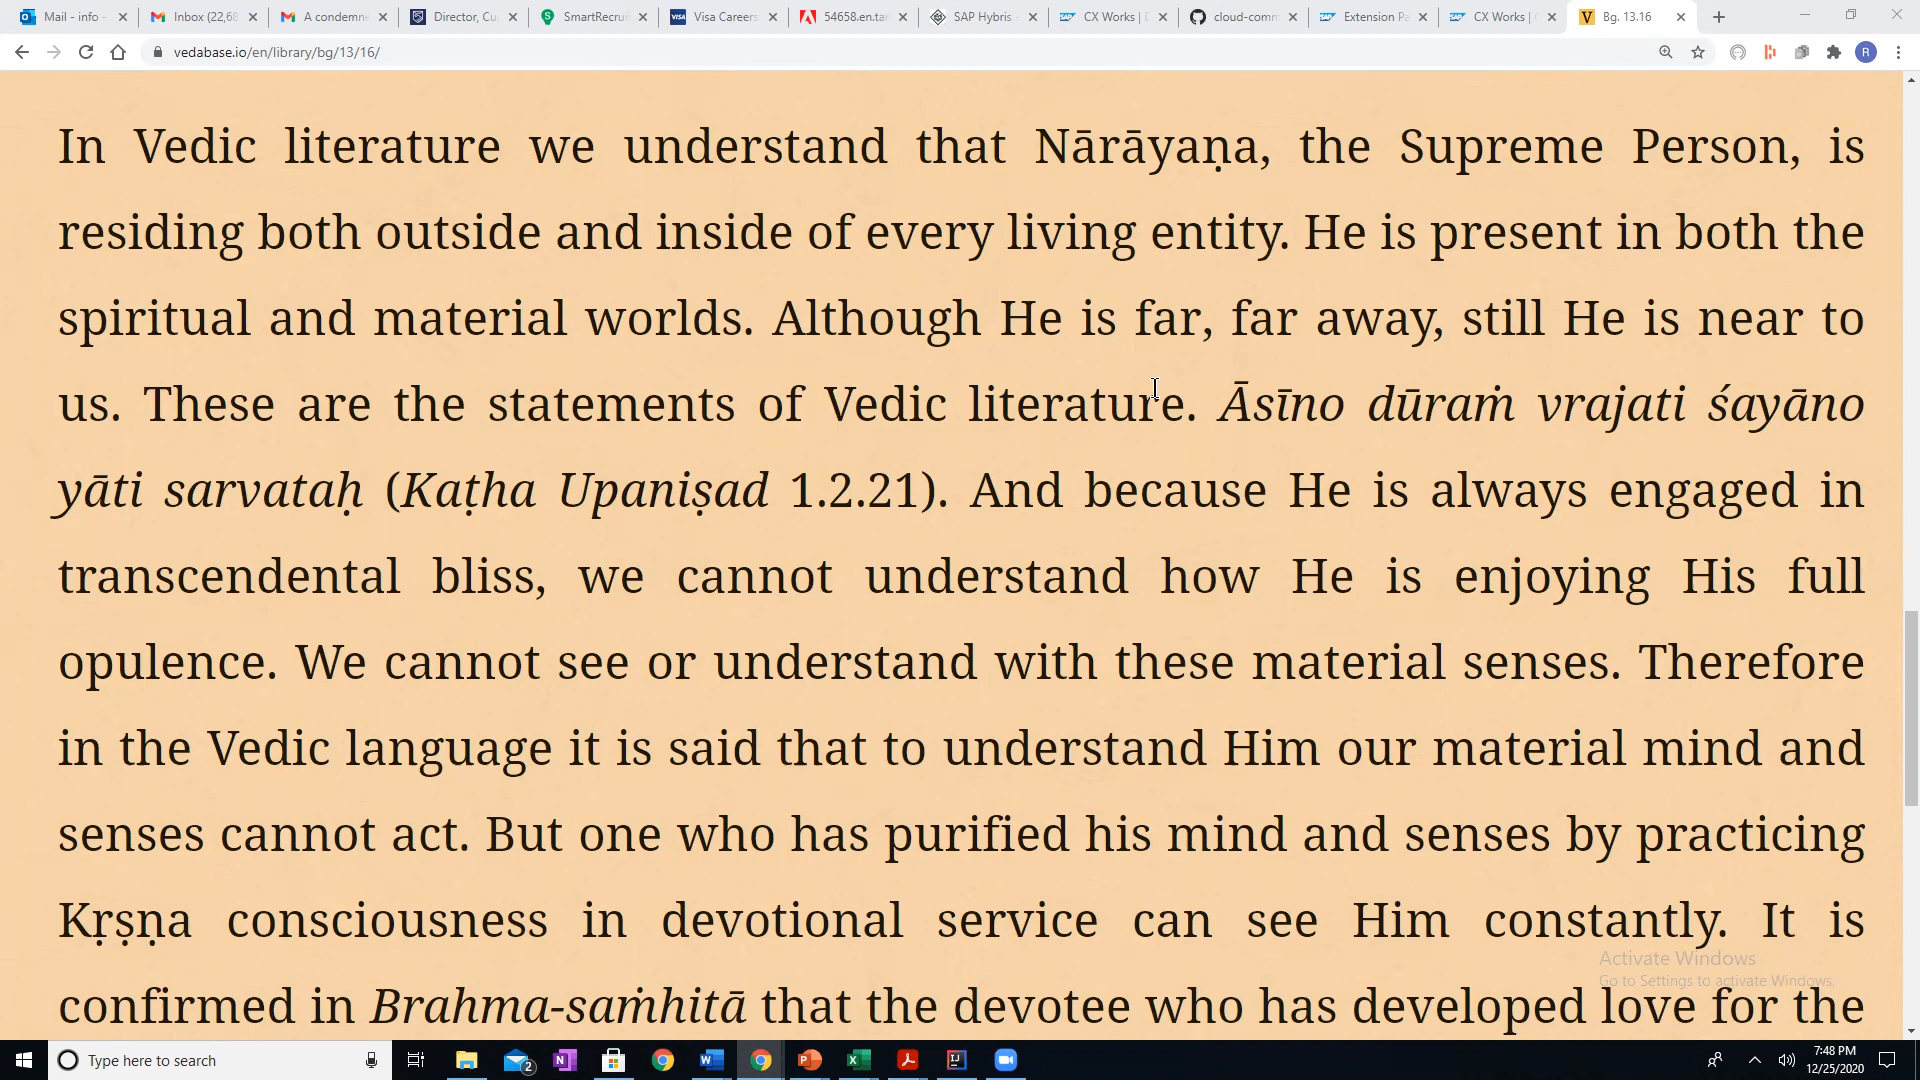 Mail - info -
Inbox (22,68
A condemne
Director, Cu
SmartRecrui
Visa Careers
54658.en.tar
SAP Hybris -
CX Works | D
cloud-comm
Extension Pa
CX Works | C
Bg. 13.16
vedabase.io/en/library/bg/13/16/
R
In Vedic literature we understand that Nārāyaṇa, the Supreme Person, is
residing both outside and inside of every living entity. He is present in both the
spiritual and material worlds. Although He is far, far away, still He is near to
us. These are the statements of Vedic literature. Āsīno dūraṁ vrajati śayāno
yāti sarvataḥ (Kaṭha Upaniṣad 1.2.21). And because He is always engaged in
transcendental bliss, we cannot understand how He is enjoying His full
opulence. We cannot see or understand with these material senses. Therefore
in the Vedic language it is said that to understand Him our material mind and
senses cannot act. But one who has purified his mind and senses by practicing
Kṛṣṇa consciousness in devotional service can see Him constantly. It is
confirmed in Brahma-saṁhitā that the devotee who has developed love for the
Activate Windows
Go to Settings to activate Windows.
Type here to search
2
7:48 PM
12/25/2020